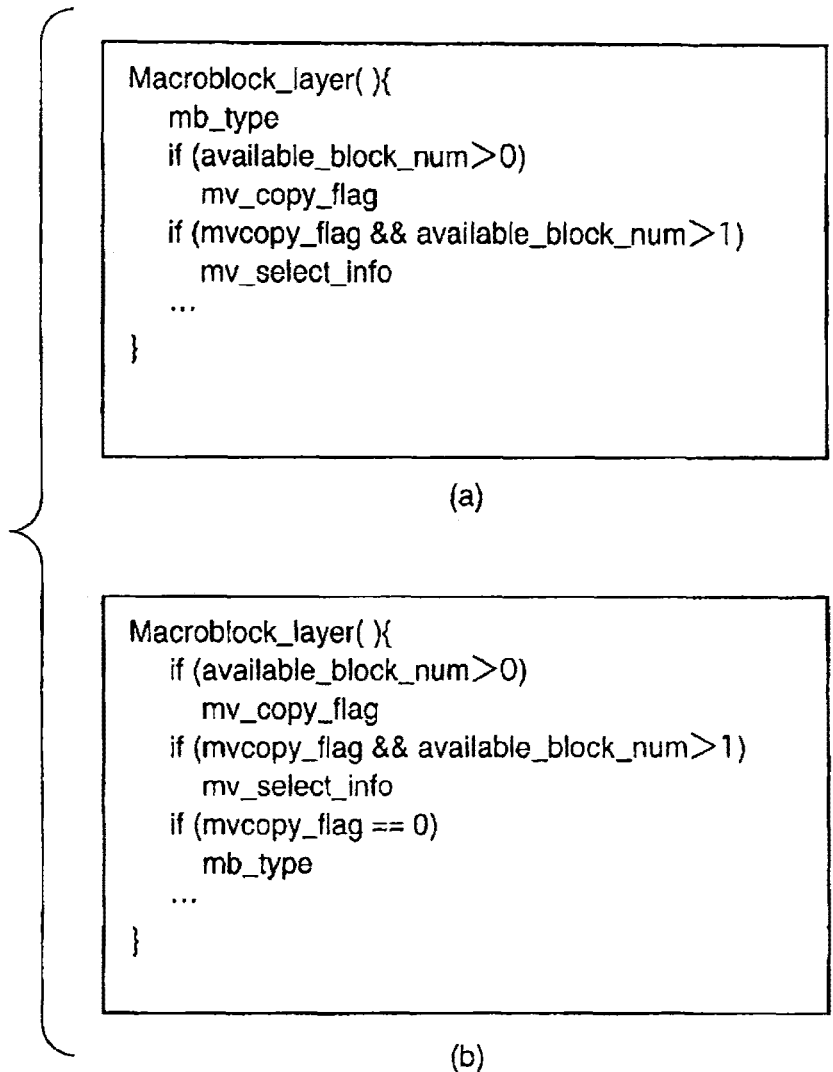 Macroblock_layer( ){
mb_type
if (available_block_num>0)
mv_copy_flag
if (mvcopy_flag && available_block_num>1)
mv_select_info
...
}
(a)
Macroblock_layer( ){
if (available_block_num>0)
mv_copy_flag
if (mvcopy_flag && available_block_num>1)
mv_select_info
if (mvcopy_flag == 0)
mb_type
...
}
(b)